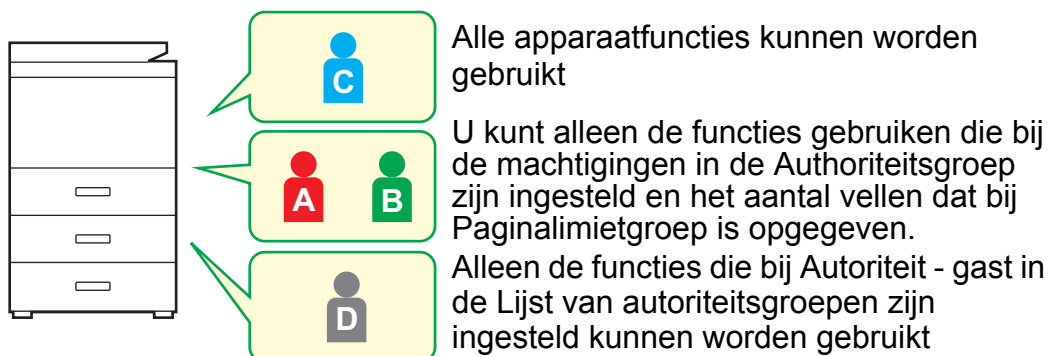 C
Alle apparaatfuncties kunnen worden
gebruikt
A B
U kunt alleen de functies gebruiken die bij
de machtigingen in de Authoriteitsgroep
zijn ingesteld en het aantal vellen dat bij
Paginalimietgroep is opgegeven.
D
Alleen de functies die bij Autoriteit - gast in
de Lijst van autoriteitsgroepen zijn
ingesteld kunnen worden gebruikt